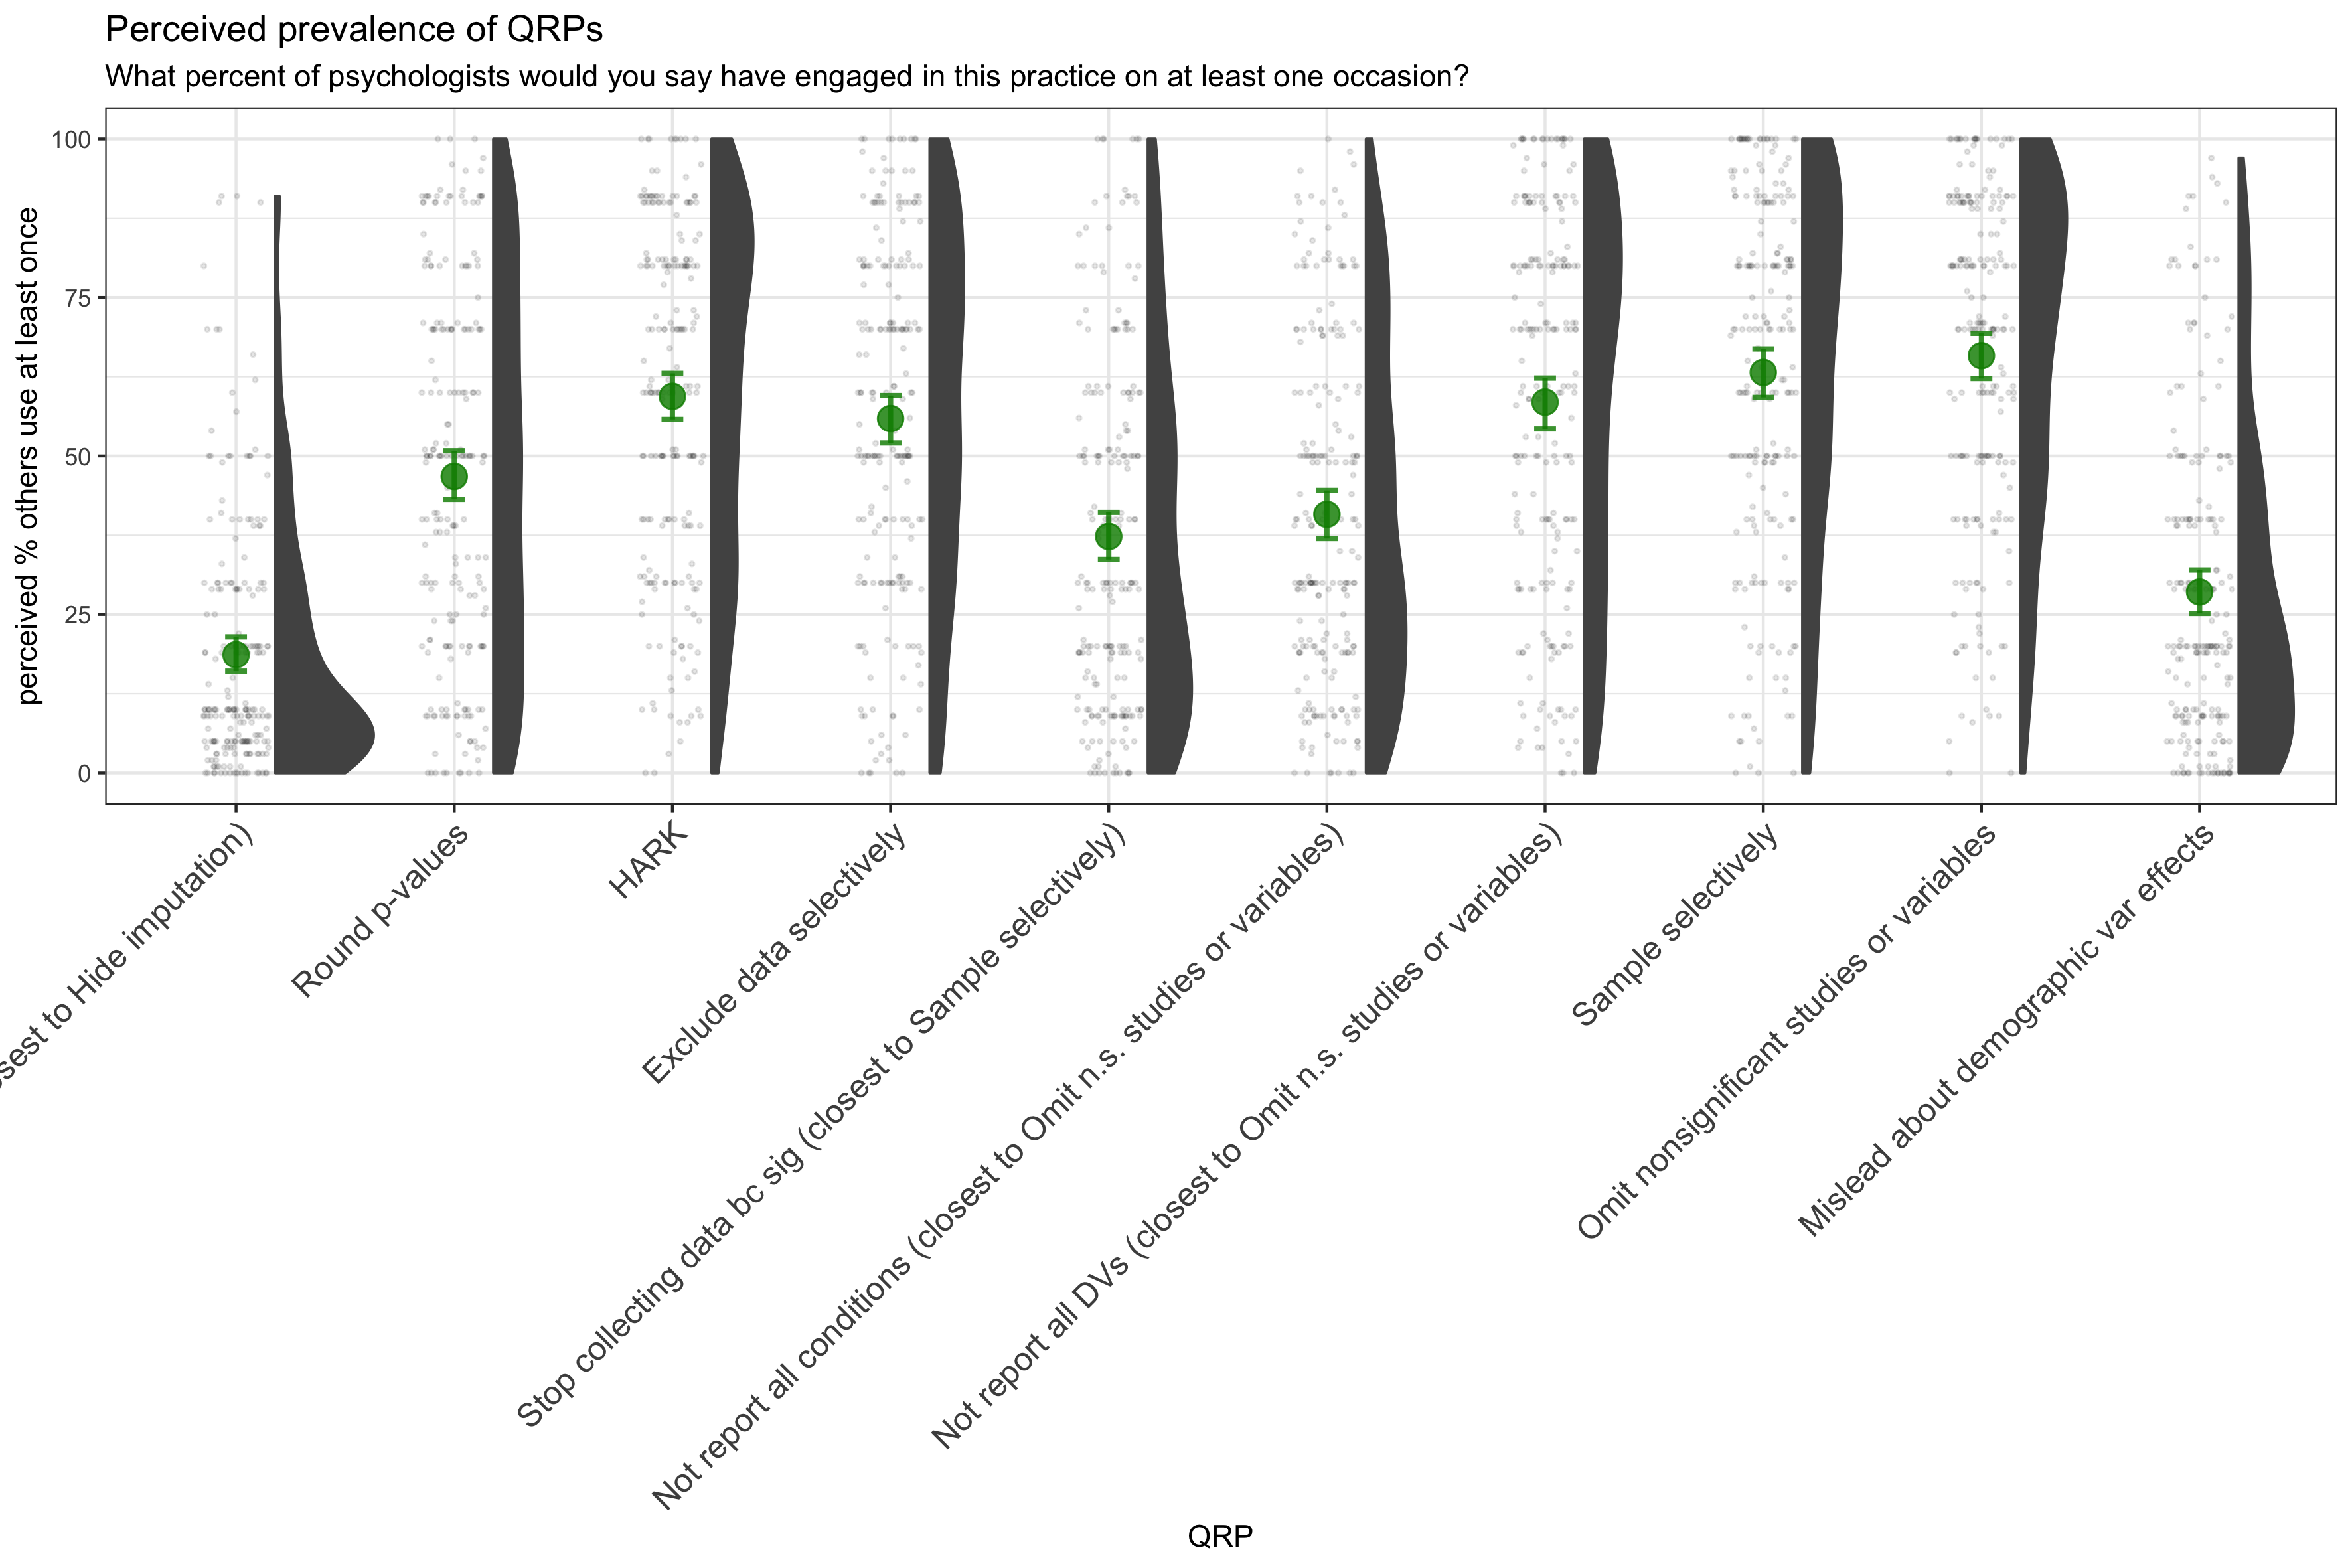 Perceived prevalence of QRPs
What percent of psychologists would you say have engaged in this practice on at least one occasion?
perceived % others use at least once
100
75
50
25
0
to Hide imputation)
Round p-values
HARK
Exclude data selectively
Stop collecting data bc sig (closest to Sample selectively)
Not report all conditions (closest to Omit n.s. studies or variables)
Not report all DVs (closest to Omit n.s. studies or variables)
Sample selectively
Omit nonsignificant studies or variables
Mislead about demographic var effects
QRP